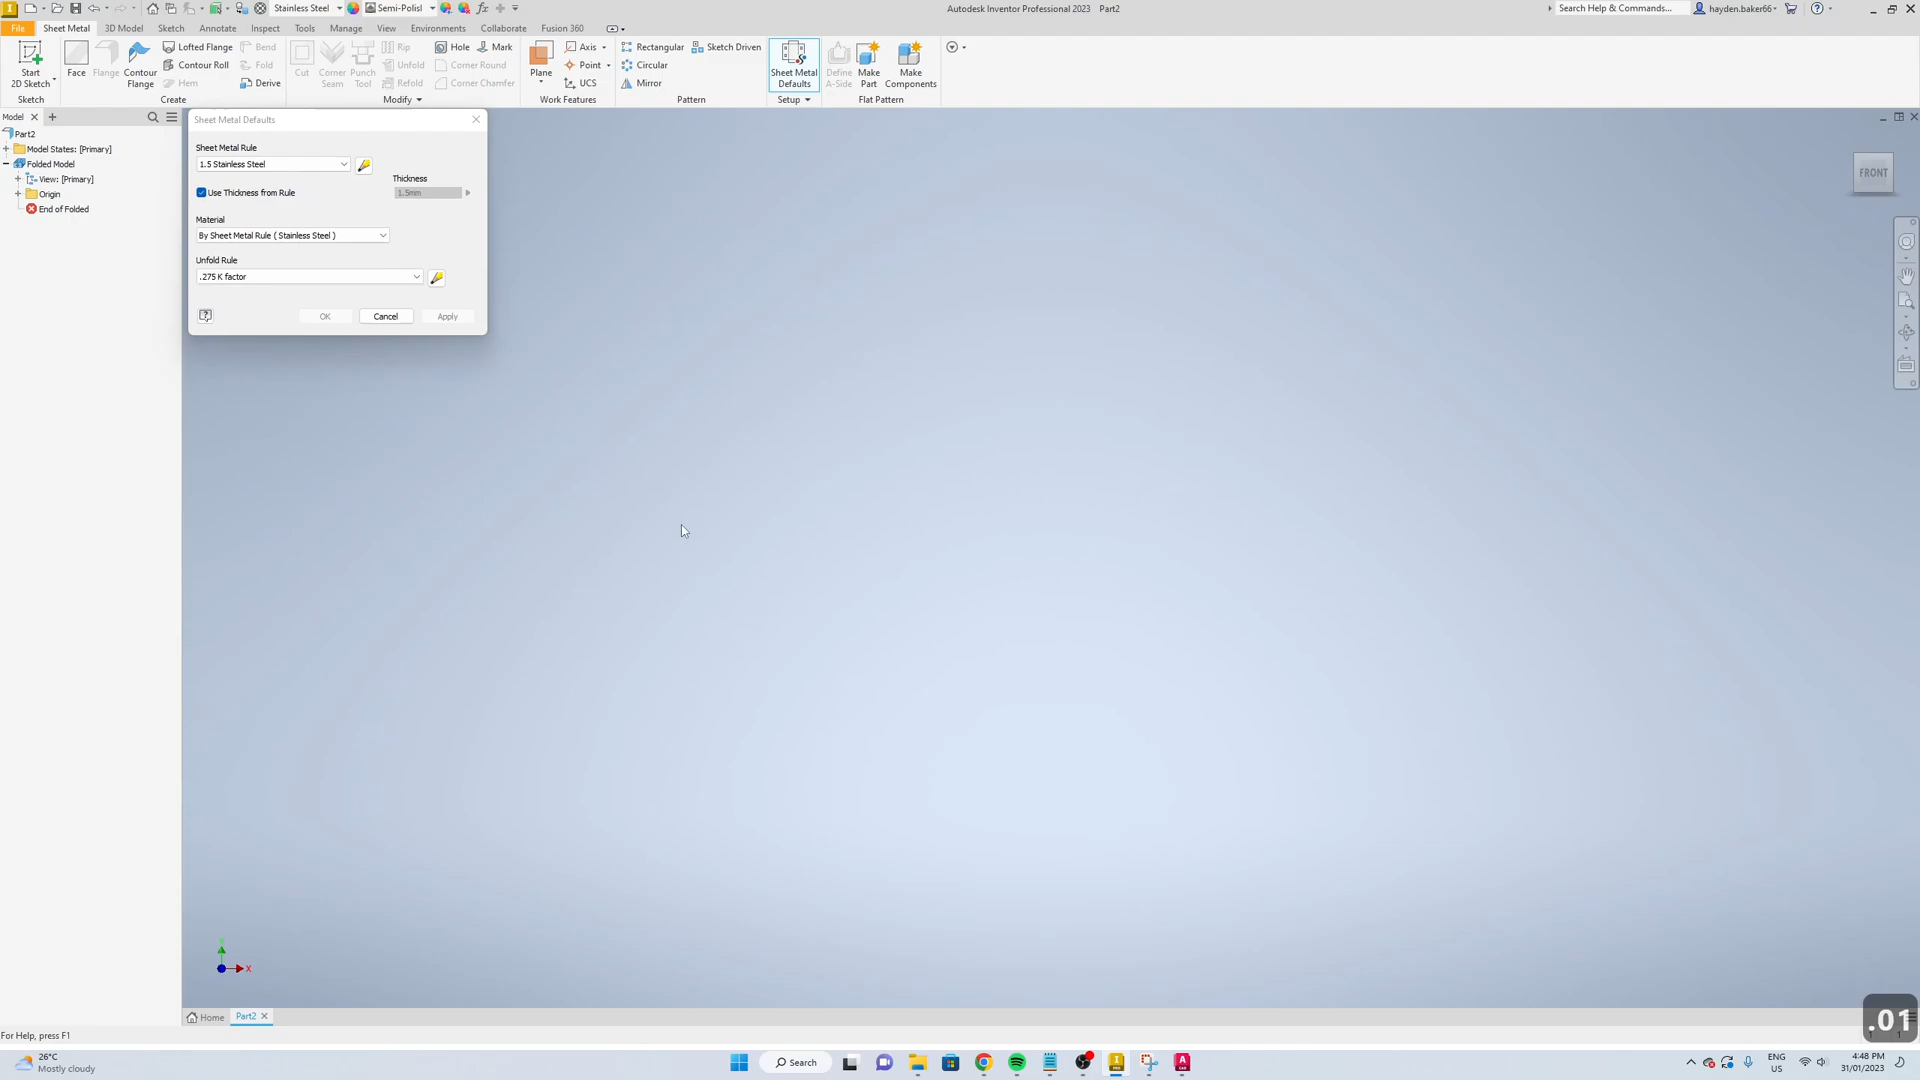 Stainless Steel
Semi-Polisl
Autodesk Inventor Professional 2023 Part2
Search Help & Commands...
hayden.baker66
File
Sheet Metal
3D Model
Sketch
Annotate
Inspect
Tools
Manage
View
Environments
Collaborate
Fusion 360
Start
2D Sketch
Sketch
Face
Flange
Contour
Flange
Lofted Flange
Contour Roll
Hem
Bend
Fold
Derive
Create
Cut
Corner
Seam
Punch
Tool
Rip
Unfold
Refold
Hole
Mark
Corner Round
Corner Chamfer
Modify
Plane
Axis
Point
UCS
Work Features
Rectangular
Circular
Mirror
Sketch Driven
Pattern
Sheet Metal
Defaults
Setup
Define
A-Side
Make
Part
Make
Components
Flat Pattern
Model
Part2
Model States: [Primary]
Folded Model
View: [Primary]
Origin
End of Folded
Sheet Metal Defaults
Sheet Metal Rule
1.5 Stainless Steel
Use Thickness from Rule
Thickness
1.5mm
Material
By Sheet Metal Rule ( Stainless Steel )
Unfold Rule
.275 K factor
OK
Cancel
Apply
FRONT
X
Home
Part2
For Help, press F1
.01
26°C
Mostly cloudy
Search
ENG
US
4:48 PM
31/01/2023